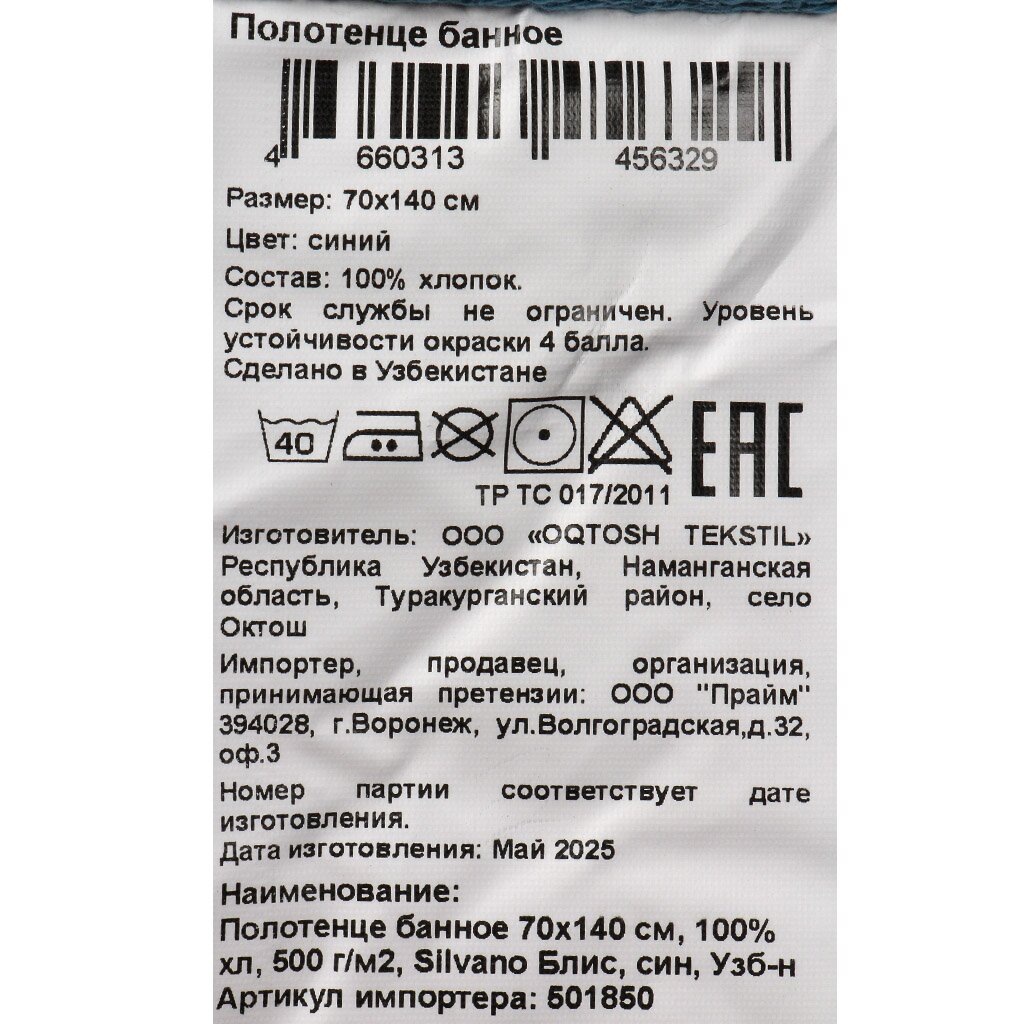 Полотенце банное
4 660313 456329
Размер: 70x140 см
Цвет: синий
Состав: 100% хлопок.
Срок службы не ограничен. Уровень
устойчивости окраски 4 балла.
Сделано в Узбекистане
40
EAC
ТР ТС 017/2011
Изготовитель: ООО «OQTOSH TEKSTIL»
Республика Узбекистан, Наманганская
область, Туракурганский район, село
Октош
Импортер, продавец, организация,
принимающая претензии: ООО "Прайм"
394028, г.Воронеж, ул.Волгоградская,д.32,
оф.3
Номер партии соответствует дате
изготовления.
Дата изготовления: Май 2025
Наименование:
Полотенце банное 70x140 см, 100%
хл, 500 г/м2, Silvano Блис, син, Узб-н
Артикул импортера: 501850